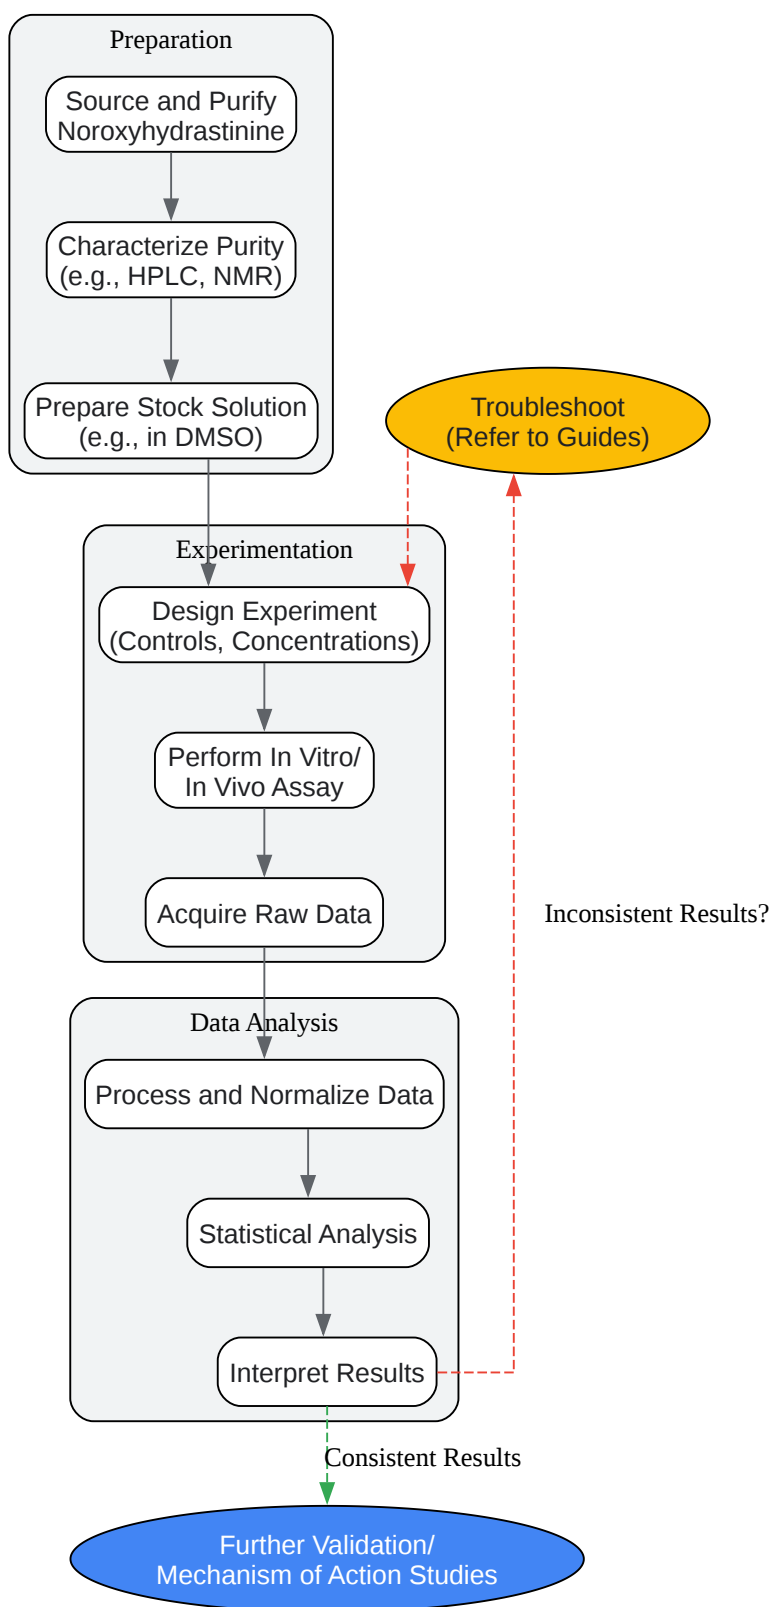 Preparation
Source and Purify
Noroxyhydrastinine
Characterize Purity
(e.g., HPLC, NMR)
Prepare Stock Solution
(e.g., in DMSO)
Troubleshoot
(Refer to Guides)
Experimentation
Design Experiment
(Controls, Concentrations)
Perform In Vitro/
In Vivo Assay
Acquire Raw Data
Inconsistent Results?
Data Analysis
Process and Normalize Data
Statistical Analysis
Interpret Results
Consistent Results
Further Validation/
Mechanism of Action Studies